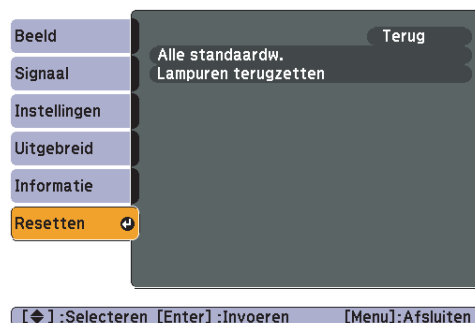 Beeld
Signaal
Instellingen
Uitgebreid
Informatie
Resetten
Terug
Alle standaardw.
Lampuren terugzetten
[◆] :Selecteren [Enter] :Invoeren [Menu]:Afsluiten